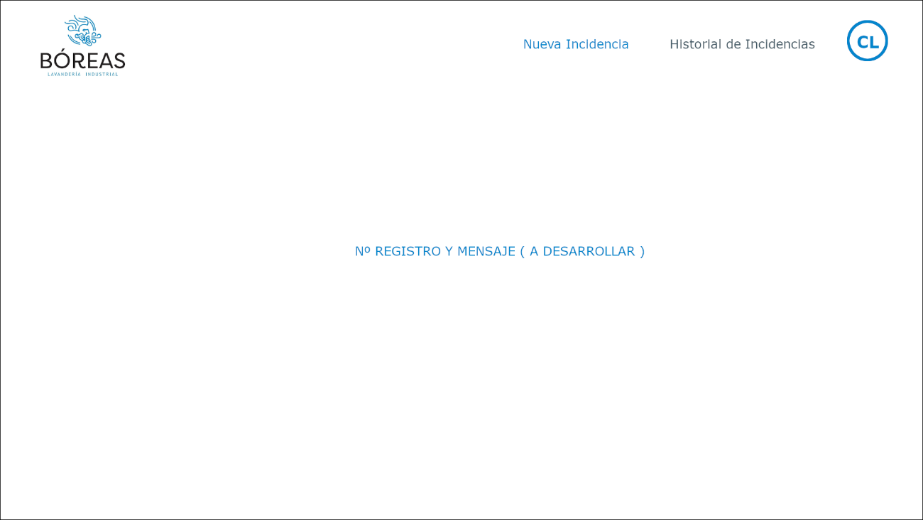 BÓREAS
LAVANDERÍA INDUSTRIAL
Nueva Incidencia
Historial de Incidencias
CL
Nº REGISTRO Y MENSAJE ( A DESARROLLAR )